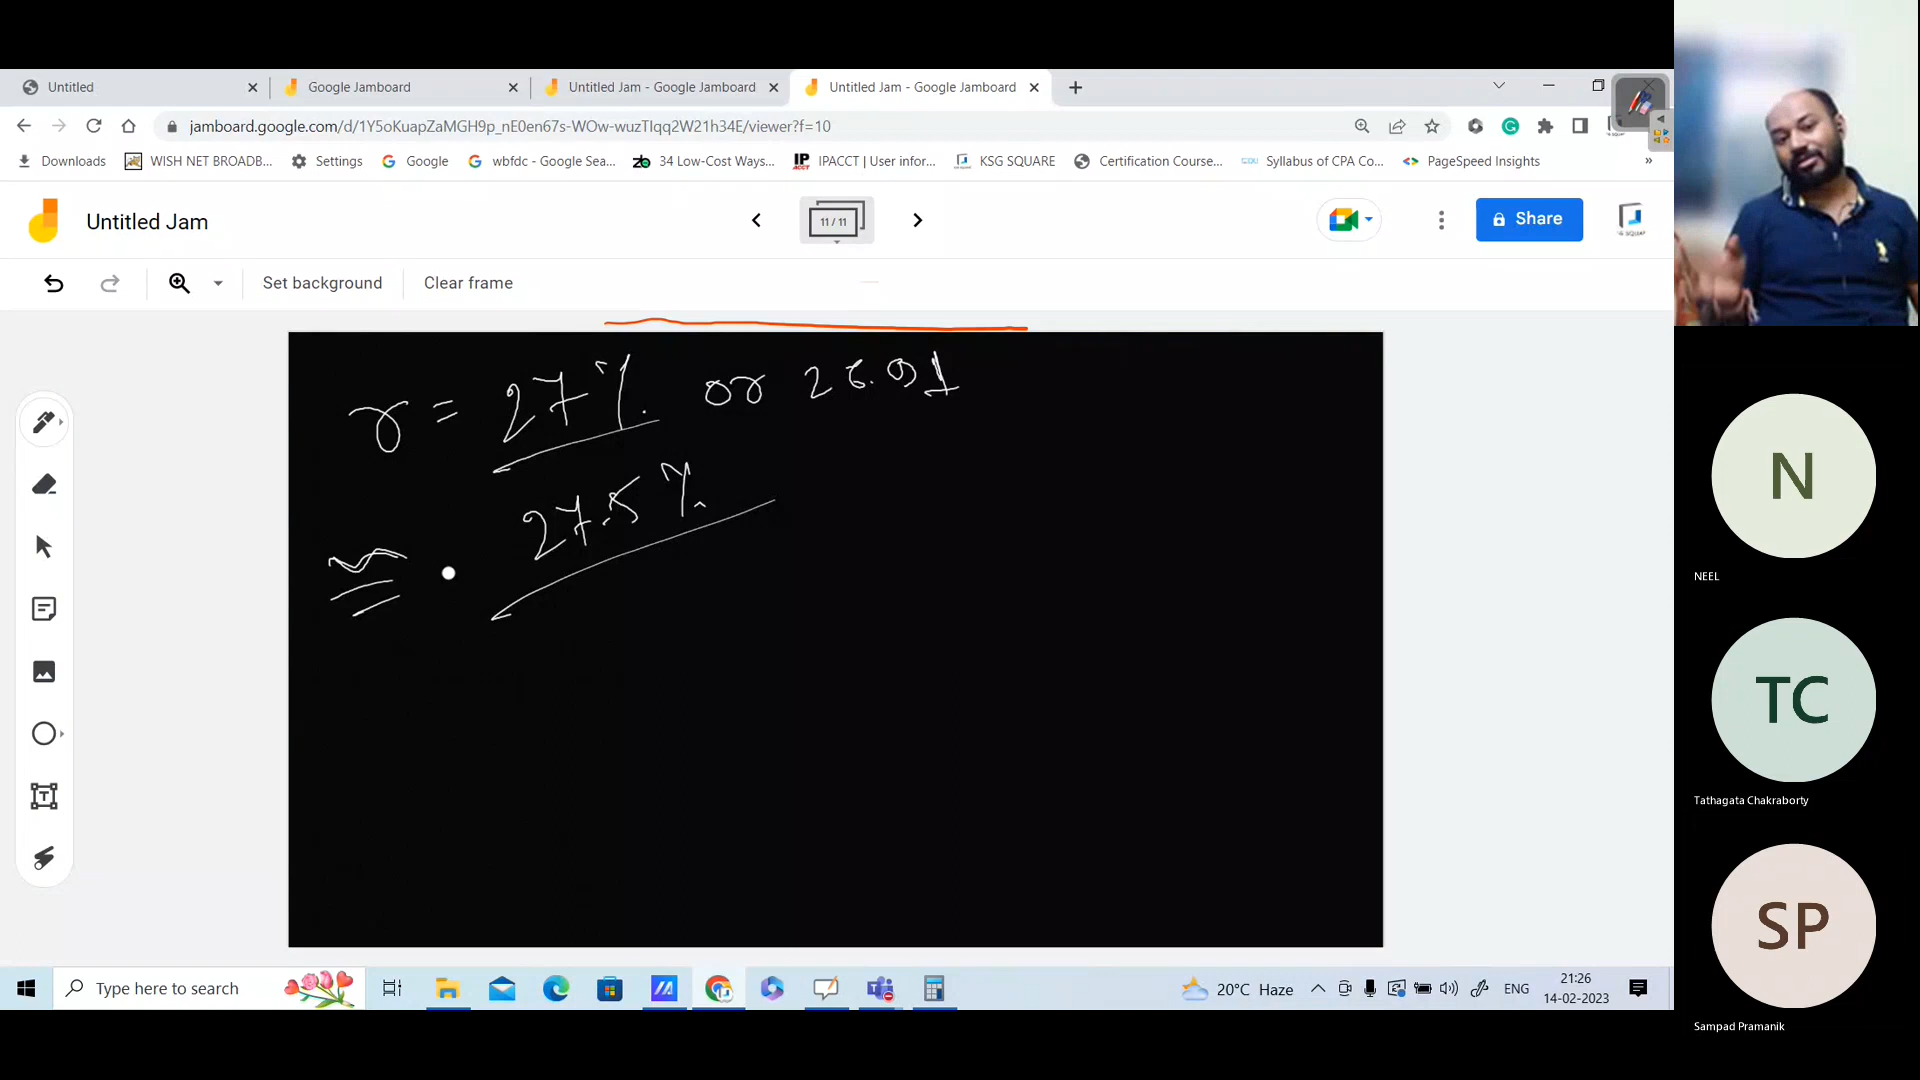 Untitled
Google Jamboard
Untitled Jam - Google Jamboard
Untitled Jam - Google Jamboard
jamboard.google.com/d/1Y5oKuapZaMGH9p_nE0en67s-WOw-wuzTlqq2W21h34E/viewer?f=10
Downloads WISH NET BROADB... Settings Google wbfdc - Google Sea... 34 Low-Cost Ways... IPACCT | User infor... KSG SQUARE Certification Course... Syllabus of CPA Co... PageSpeed Insights »
Untitled Jam
11 / 11
Share
Set background
Clear frame
r = 27 %. or 26.91
27.5 %
N
NEEL
TC
Tathagata Chakraborty
SP
Sampad Pramanik
Type here to search
20°C Haze
ENG
21:26
14-02-2023